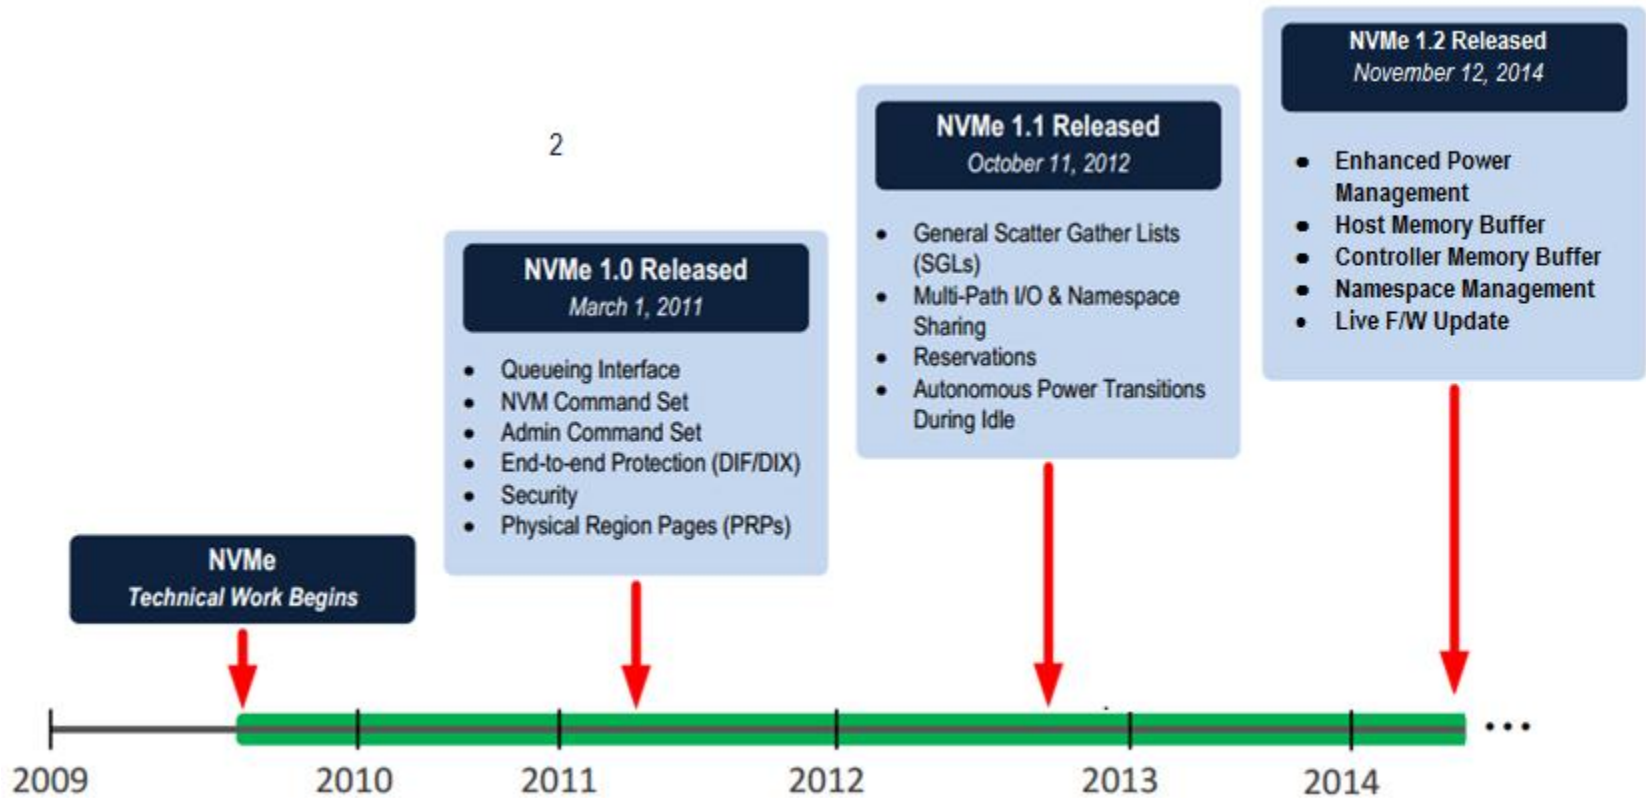 2
NVMe
Technical Work Begins
NVMe 1.0 Released
March 1, 2011
• Queueing Interface
• NVM Command Set
• Admin Command Set
• End-to-end Protection (DIF/DIX)
• Security
• Physical Region Pages (PRPs)
NVMe 1.1 Released
October 11, 2012
• General Scatter Gather Lists
(SGLs)
• Multi-Path I/O & Namespace
Sharing
• Reservations
• Autonomous Power Transitions
During Idle
NVMe 1.2 Released
November 12, 2014
• Enhanced Power
Management
• Host Memory Buffer
• Controller Memory Buffer
• Namespace Management
• Live F/W Update
2009 2010 2011 2012 2013 2014 •••